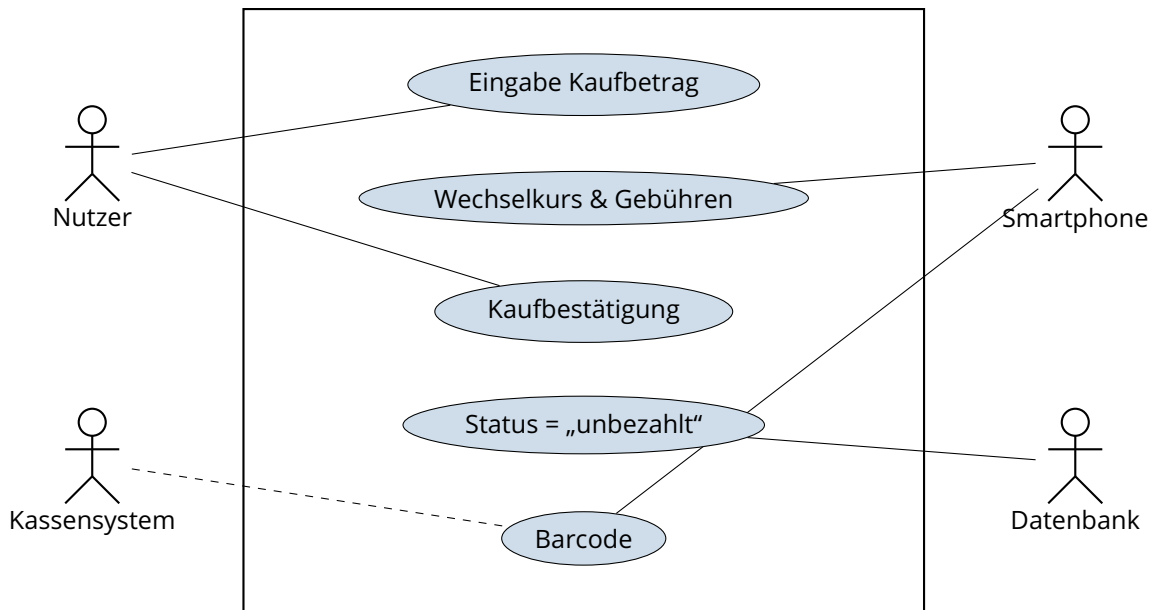 Eingabe Kaufbetrag
Wechselkurs & Gebühren
Nutzer
Smartphone
Kaufbestätigung
Status = „unbezahlt“
Kassensystem
Datenbank
Barcode